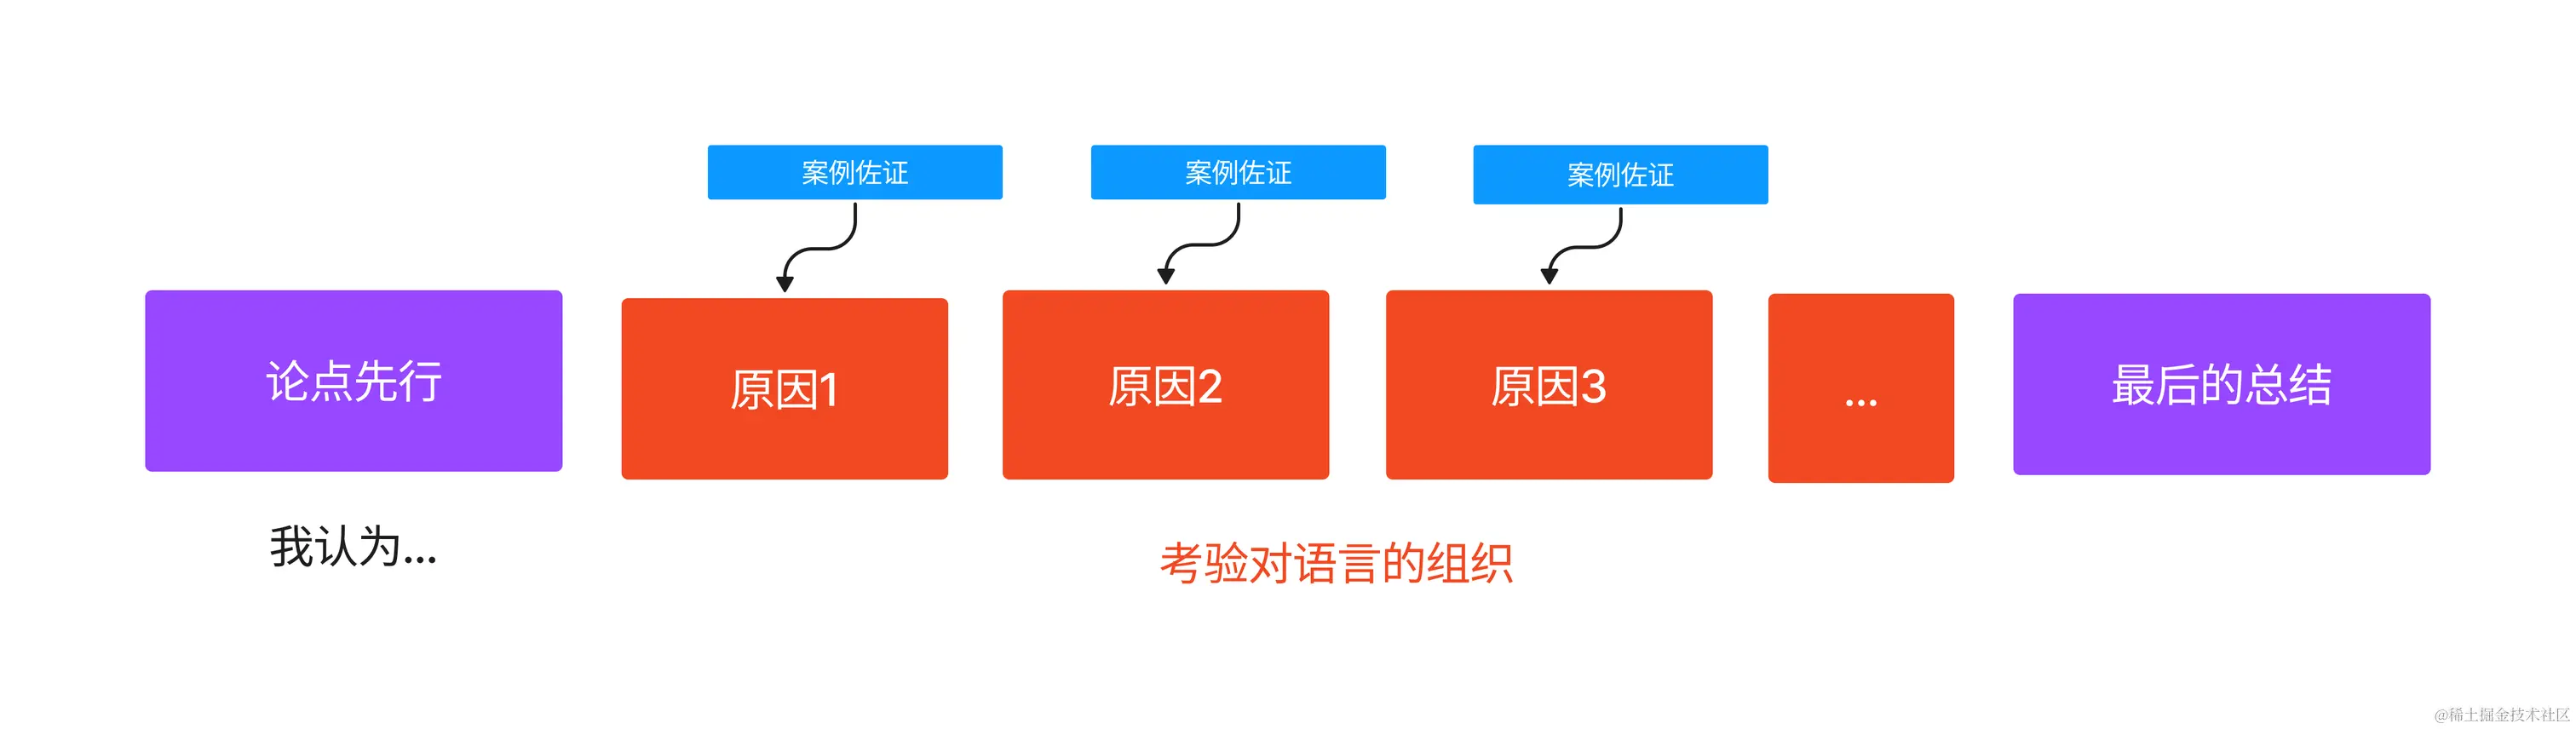 案例佐证
案例佐证
案例佐证
论点先行
原因1
原因2
原因3
...
最后的总结
我认为...
考验对语言的组织
@稀土掘金技术社区